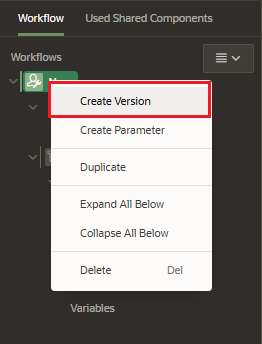 Workflow Used Shared Components
Workflows
Create Version
Create Parameter
Duplicate
Expand All Below
Collapse All Below
Delete Del
Variables